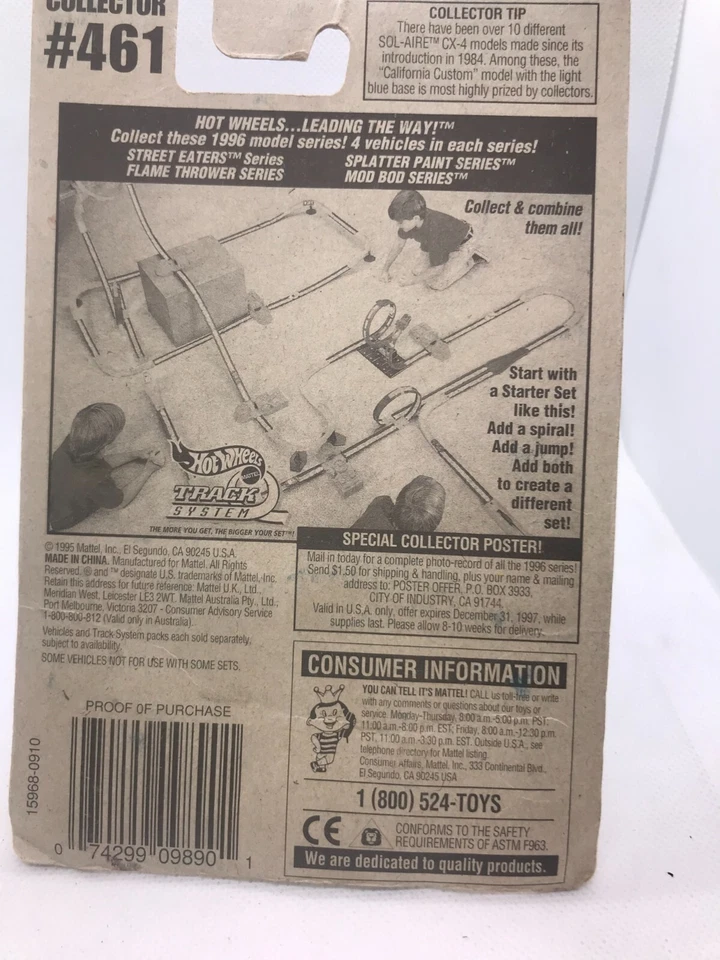 COLLECTOR
#461
COLLECTOR TIP
There have been over 10 different
SOL-AIRE™ CX-4 models made since its
introduction in 1984. Among these, the
"California Custom" model with the light
blue base is most highly prized by collectors.
HOT WHEELS...LEADING THE WAY!™
Collect these 1996 model series! 4 vehicles in each series!
STREET EATERS™ Series
SPLATTER PAINT SERIES™
FLAME THROWER SERIES
MOD BOD SERIES™
Collect & combine
them all!
Start with
a Starter Set
like this!
Add a spiral!
Add a jump!
Add both
to create a
different
set!
Hot Wheels
MATTEL
TRACK
SYSTEM
THE MORE YOU GET, THE BIGGER YOUR SET™!
© 1995 Mattel, Inc., El Segundo, CA 90245 U.S.A.
MADE IN CHINA. Manufactured for Mattel. All Rights
Reserved. ® and ™ designate U.S. trademarks of Mattel, Inc.
Retain this address for future reference: Mattel U.K., Ltd.,
Meridian West, Leicester LE3 2WT. Mattel Australia Pty., Ltd.,
Port Melbourne, Victoria 3207 - Consumer Advisory Service
1-800-800-812 (Valid only in Australia).
Vehicles and Track System packs each sold separately,
subject to availability.
SOME VEHICLES NOT FOR USE WITH SOME SETS.
SPECIAL COLLECTOR POSTER!
Mail in today for a complete photo-record of all the 1996 series!
Send $1.50 for shipping & handling, plus your name & mailing
address to: POSTER OFFER, P.O. BOX 3933,
CITY OF INDUSTRY, CA 91744.
Valid in U.S.A. only, offer expires December 31, 1997, while
supplies last. Please allow 8-10 weeks for delivery.
CONSUMER INFORMATION
YOU CAN TELL IT'S MATTEL! CALL us toll-free or write
with any comments or questions about our toys or
service. Monday-Thursday, 8:00 a.m.-5:00 p.m. PST,
11:00 a.m.-8:00 p.m. EST; Friday, 8:00 a.m.-12:30 p.m.
PST, 11:00 a.m.-3:30 p.m. EST. Outside U.S.A., see
telephone directory for Mattel listing.
Consumer Affairs, Mattel, Inc., 333 Continental Blvd.,
El Segundo, CA 90245 USA
1 (800) 524-TOYS
CE
CONFORMS TO THE SAFETY
REQUIREMENTS OF ASTM F963.
We are dedicated to quality products.
PROOF OF PURCHASE
15968-0910
0 74299 09890 1